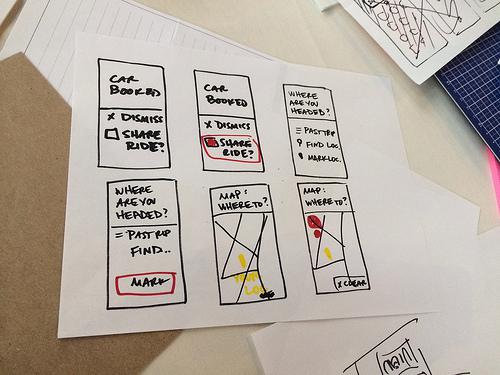 CAR
BOOKED
X DISMISS
SHARE
RIDE?
CAR
BOOKED
X DISMISS
SHARE
RIDE?
WHERE
ARE YOU
HEADED?
= PAST TRIP
FIND LOC.
MARK LOC.
WHERE
ARE YOU
HEADED?
= PAST TRIP
FIND..
MARK
MAP:
WHERE TO?
LOC
MAP:
WHERE TO?
X CLEAR